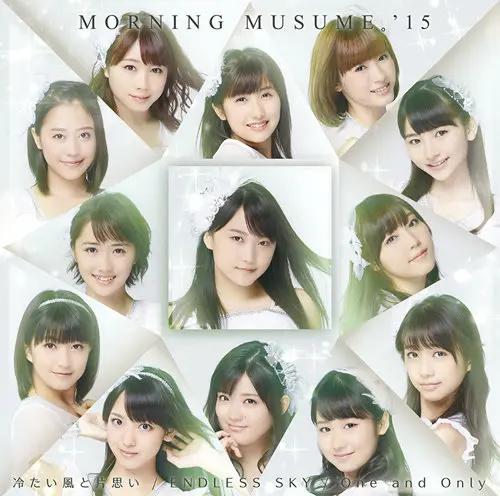 MORNING MUSUME。'15
冷たい風と片思い / ENDLESS SKY / One and Only